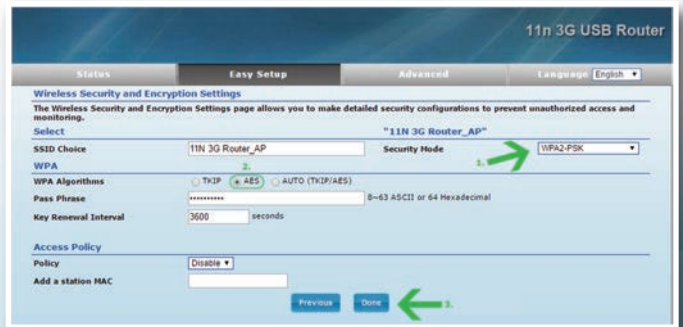 11n 3G USB Router
Status Easy Setup Advanced Language English
Wireless Security and Encryption Settings
The Wireless Security and Encryption Settings page allows you to make detailed security configurations to prevent unauthorized access and
monitoring.
Select "11N 3G Router_AP"
SSID Choice 11N 3G Router_AP Security Mode WPA2-PSK
1.
WPA 2.
WPA Algorithms TKIP AES AUTO (TKIP/AES)
Pass Phrase •••••••••• 8~63 ASCII or 64 Hexadecimal
Key Renewal Interval 3600 seconds
Access Policy
Policy Disable
Add a station MAC
Previous Done 3.